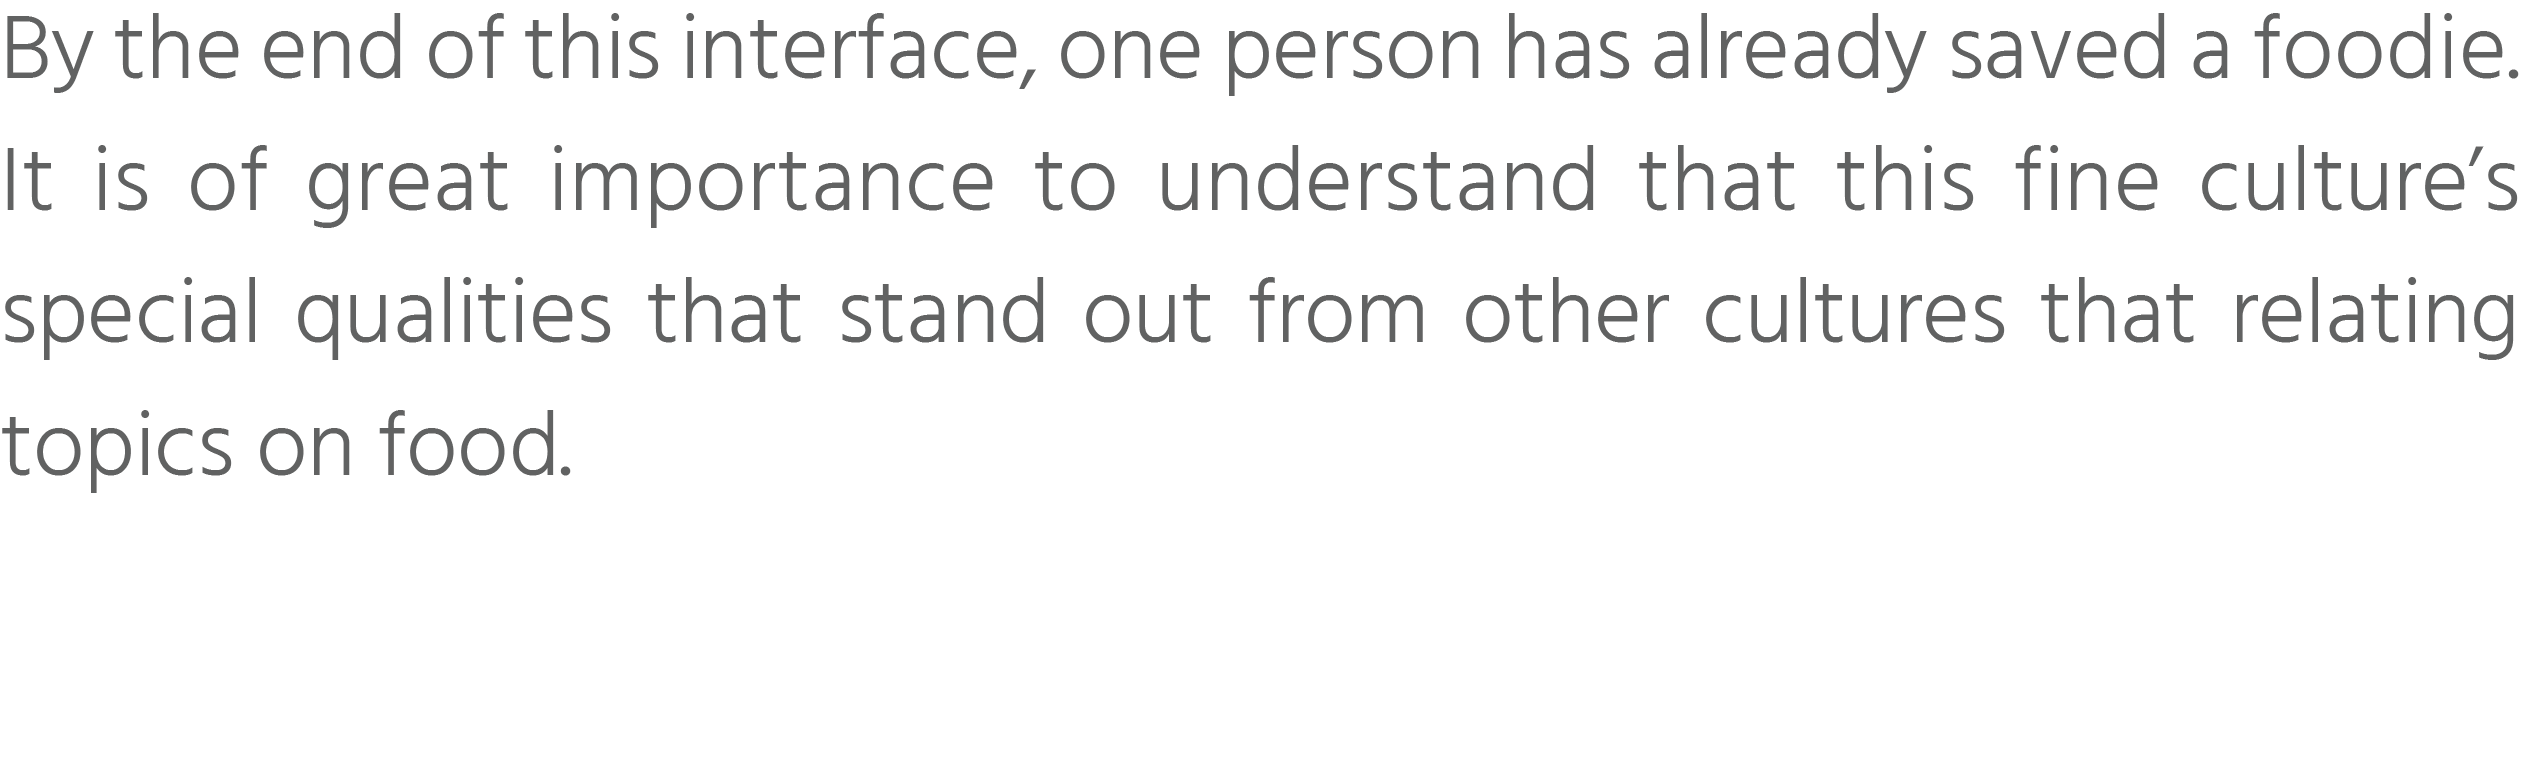 By the end of this interface, one person has already saved a foodie.
It is of great importance to understand that this fine culture’s
special qualities that stand out from other cultures that relating
topics on food.